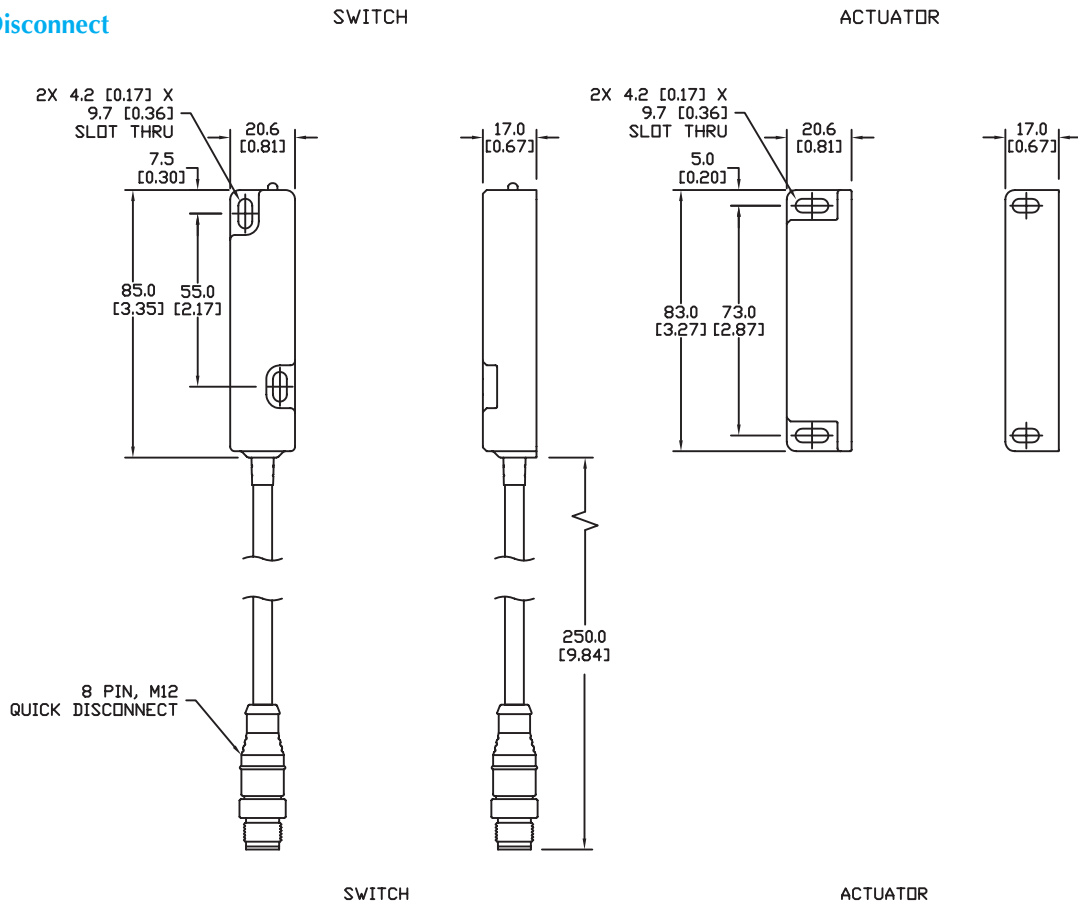 Disconnect
SWITCH
ACTUATOR
2X 4.2 [0.17] X
9.7 [0.36]
SLOT THRU
20.6
[0.81]
7.5
[0.30]
85.0
[3.35]
55.0
[2.17]
17.0
[0.67]
250.0
[9.84]
8 PIN, M12
QUICK DISCONNECT
2X 4.2 [0.17] X
9.7 [0.36]
SLOT THRU
20.6
[0.81]
5.0
[0.20]
83.0
[3.27]
73.0
[2.87]
17.0
[0.67]
SWITCH
ACTUATOR